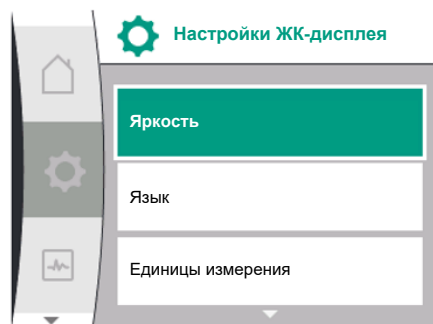 Настройки ЖК-дисплея
Яркость
Язык
Единицы измерения